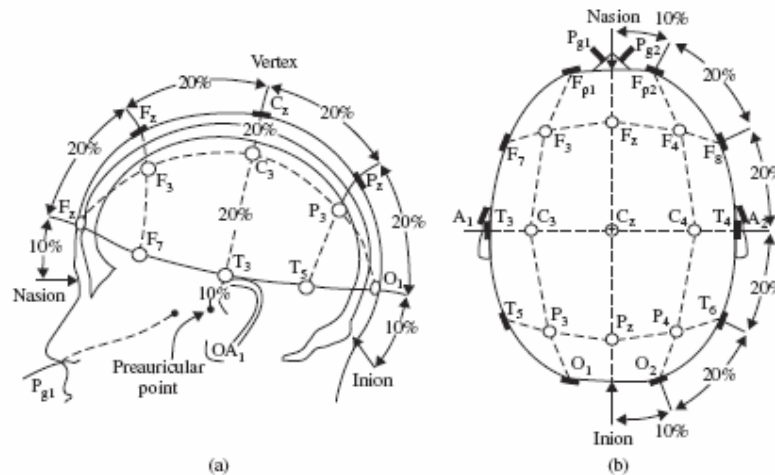 Vertex
20%
20%
Fz
Cz
20%
20%
20%
F3
C3
Pz
Fz
20%
P3
20%
10%
F7
T3
T5
O1
Nasion
10%
10%
Preauricular
point
OA1
Inion
Pg1
(a)
Nasion
10%
Pg1
Pg2
20%
Fp1
Fp2
F7
F3
Fz
F4
F8
20%
A1
T3
C3
Cz
C4
T4
A2
20%
T5
P3
Pz
P4
T6
O1
O2
20%
10%
Inion
(b)